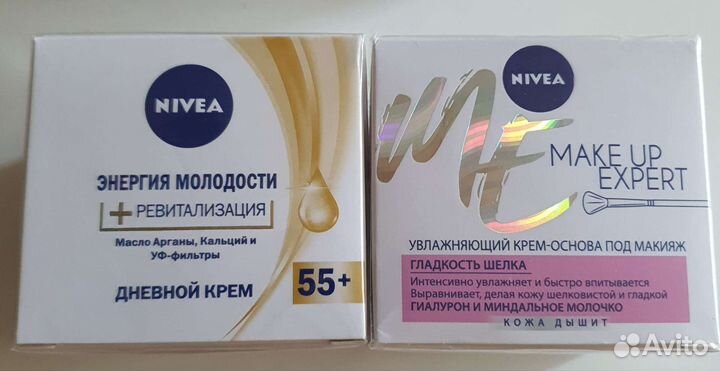 NIVEA
ЭНЕРГИЯ МОЛОДОСТИ
+ РЕВИТАЛИЗАЦИЯ
Масло Арганы, Кальций и
УФ-фильтры
ДНЕВНОЙ КРЕМ
55+
NIVEA
ME
MAKE UP
EXPERT
УВЛАЖНЯЮЩИЙ КРЕМ-ОСНОВА ПОД МАКИЯЖ
ГЛАДКОСТЬ ШЕЛКА
Интенсивно увлажняет и быстро впитывается
Выравнивает, делая кожу шелковистой и гладкой
ГИАЛУРОН И МИНДАЛЬНОЕ МОЛОЧКО
КОЖА ДЫШИТ
Avito